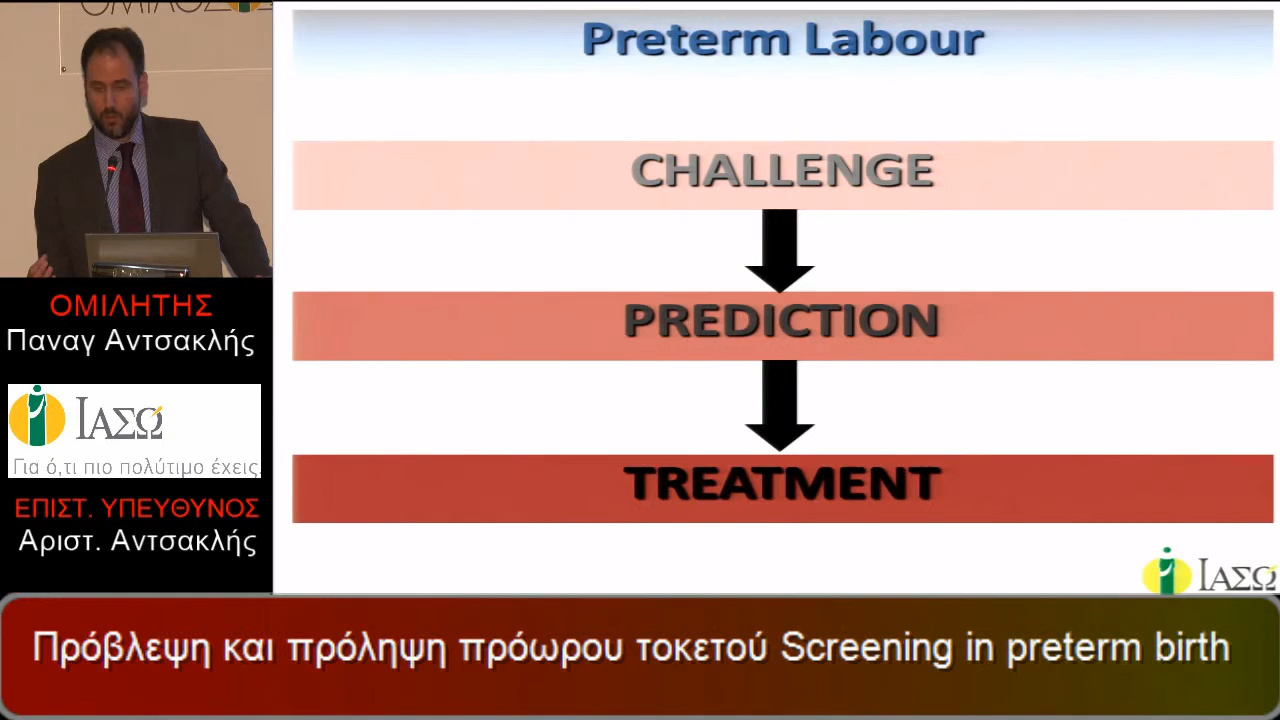 ΟΜΙΛΟΣ
Preterm Labour
CHALLENGE
PREDICTION
TREATMENT
ΟΜΙΛΗΤΗΣ
Παναγ Αντσακλής
ΙΑΣΩ
Για ό,τι πιο πολύτιμο έχεις.
ΕΠΙΣΤ. ΥΠΕΥΘΥΝΟΣ
Αριστ. Αντσακλής
ΙΑΣΩ
Πρόβλεψη και πρόληψη πρόωρου τοκετού Screening in preterm birth